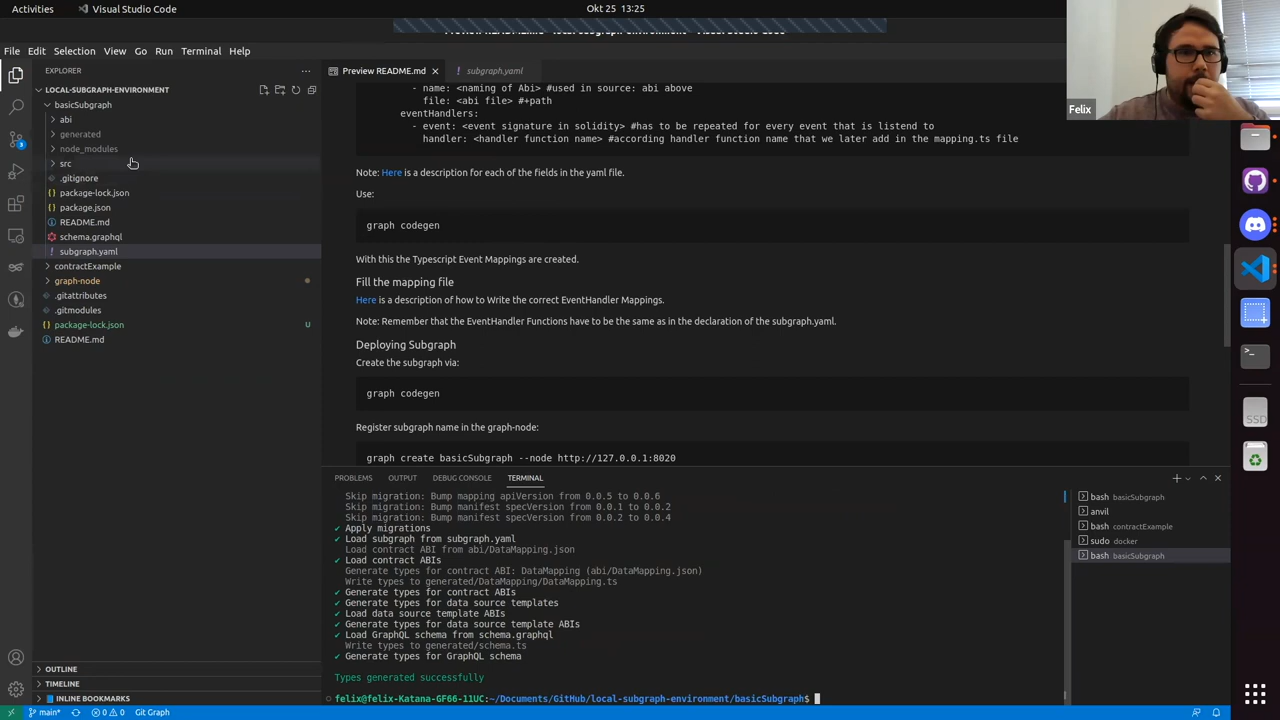 Activities
Visual Studio Code
Okt 25 13:25
File Edit Selection View Go Run Terminal Help
Felix
EXPLORER
LOCAL-SUBGRAPH-ENVIRONMENT
basicSubgraph
abi
generated
node_modules
src
.gitignore
package-lock.json
package.json
README.md
schema.graphql
subgraph.yaml
contractExample
graph-node
.gitattributes
.gitmodules
package-lock.json U
README.md
OUTLINE
TIMELINE
INLINE BOOKMARKS
Preview README.md
subgraph.yaml
- name: <naming of Abi> #used in source: abi above
file: <abi file> #+path
eventHandlers:
- event: <event signature in solidity> #has to be repeated for every event that is listend to
handler: <handler function name> #according handler function name that we later add in the mapping.ts file
Note: Here is a description for each of the fields in the yaml file.
Use:
graph codegen
With this the Typescript Event Mappings are created.
Fill the mapping file
Here is a description of how to Write the correct EventHandler Mappings.
Note: Remember that the EventHandler Functions have to be the same as in the declaration of the subgraph.yaml.
Deploying Subgraph
Create the subgraph via:
graph codegen
Register subgraph name in the graph-node:
graph create basicSubgraph --node http://127.0.0.1:8020
PROBLEMS OUTPUT DEBUG CONSOLE TERMINAL
Skip migration: Bump mapping apiVersion from 0.0.5 to 0.0.6
Skip migration: Bump manifest specVersion from 0.0.1 to 0.0.2
Skip migration: Bump manifest specVersion from 0.0.2 to 0.0.4
✔ Apply migrations
✔ Load subgraph from subgraph.yaml
Load contract ABI from abi/DataMapping.json
✔ Load contract ABIs
Generate types for contract ABI: DataMapping (abi/DataMapping.json)
Write types to generated/DataMapping/DataMapping.ts
✔ Generate types for contract ABIs
✔ Generate types for data source templates
✔ Load data source template ABIs
✔ Generate types for data source template ABIs
✔ Load GraphQL schema from schema.graphql
Write types to generated/schema.ts
✔ Generate types for GraphQL schema
Types generated successfully
felix@felix-Katana-GF66-11UC:~/Documents/GitHub/local-subgraph-environment/basicSubgraph$
bash basicSubgraph
anvil
bash contractExample
sudo docker
bash basicSubgraph
SSD
3
main*
0 0
Git Graph